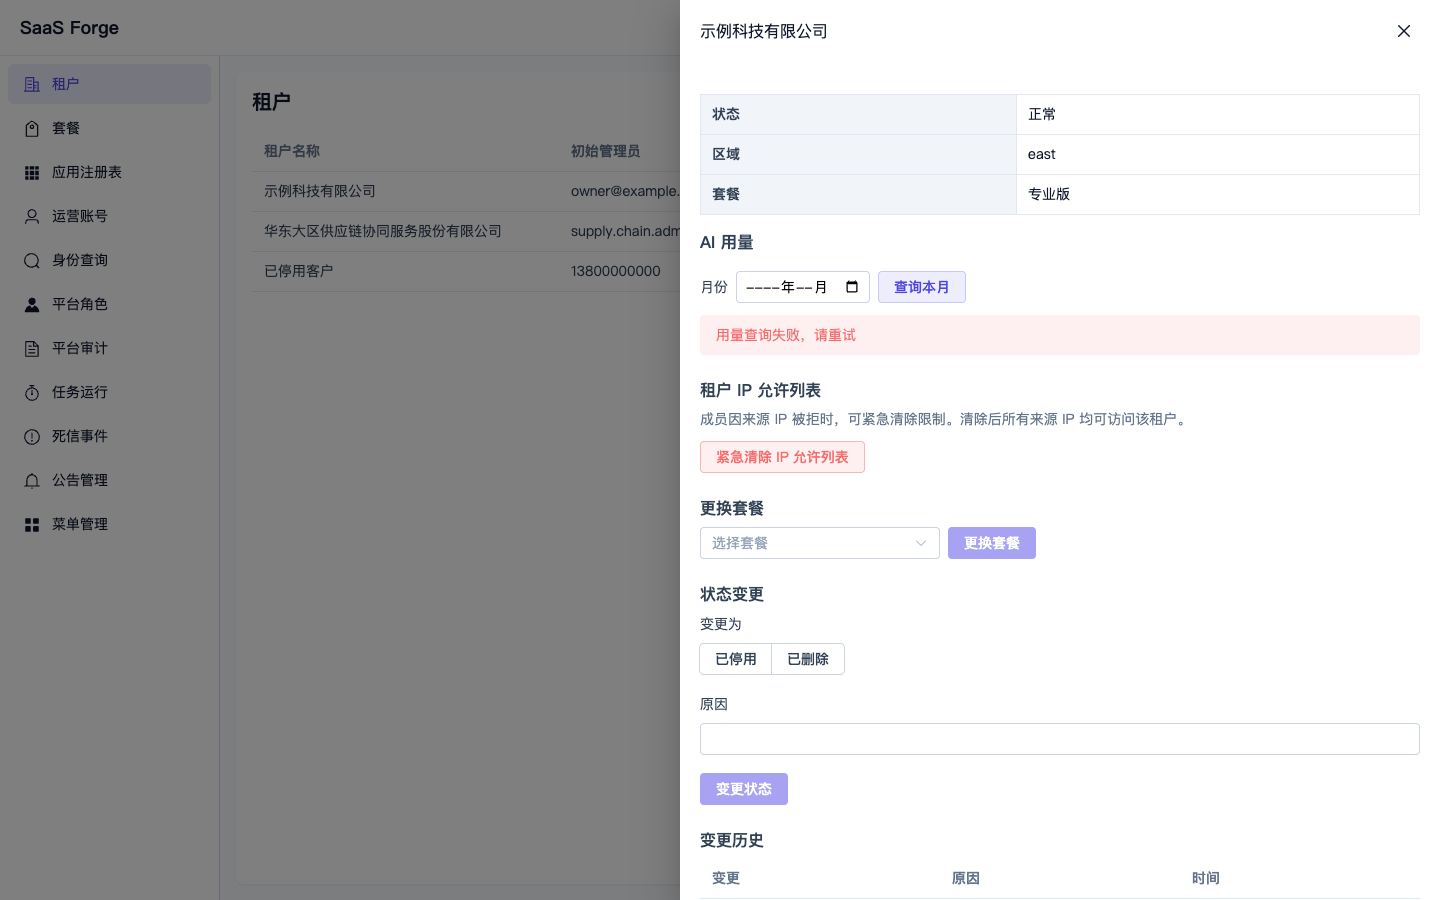 SaaS Forge
租户
套餐
应用注册表
运营账号
身份查询
平台角色
平台审计
任务运行
死信事件
公告管理
菜单管理
租户
租户名称 初始管理员
示例科技有限公司 owner@example.
华东大区供应链协同服务股份有限公司 supply.chain.adm
已停用客户 13800000000
示例科技有限公司
状态 正常
区域 east
套餐 专业版
AI 用量
月份 ----年--月 查询本月
用量查询失败，请重试
租户 IP 允许列表
成员因来源 IP 被拒时，可紧急清除限制。清除后所有来源 IP 均可访问该租户。
紧急清除 IP 允许列表
更换套餐
选择套餐 更换套餐
状态变更
变更为
已停用 已删除
原因
变更状态
变更历史
变更 原因 时间